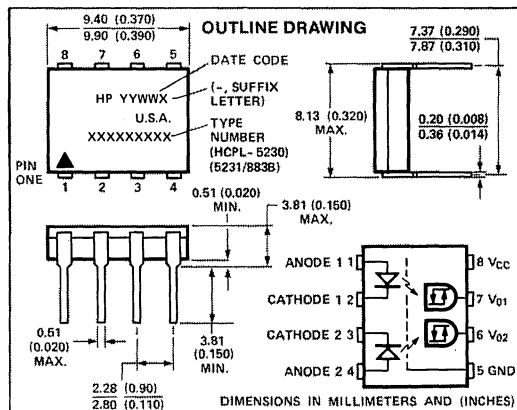 OUTLINE DRAWING
9.40 (0.370)
9.90 (0.390)
8 7 6 5
DATE CODE
HP YYWWX
(-, SUFFIX
LETTER)
U.S.A.
XXXXXXXXX
TYPE
NUMBER
(HCPL-5230)
(5231/883B)
PIN
ONE
1 2 3 4
7.37 (0.290)
7.87 (0.310)
8.13 (0.320)
MAX.
0.20 (0.008)
0.36 (0.014)
0.51 (0.020)
MIN.
3.81 (0.150)
MAX.
0.51
(0.020)
MAX.
3.81
(0.150)
MIN.
2.28 (0.90)
2.80 (0.110)
ANODE 1 1
CATHODE 1 2
CATHODE 2 3
ANODE 2 4
8 VCC
7 V01
6 V02
5 GND
DIMENSIONS IN MILLIMETERS AND (INCHES)